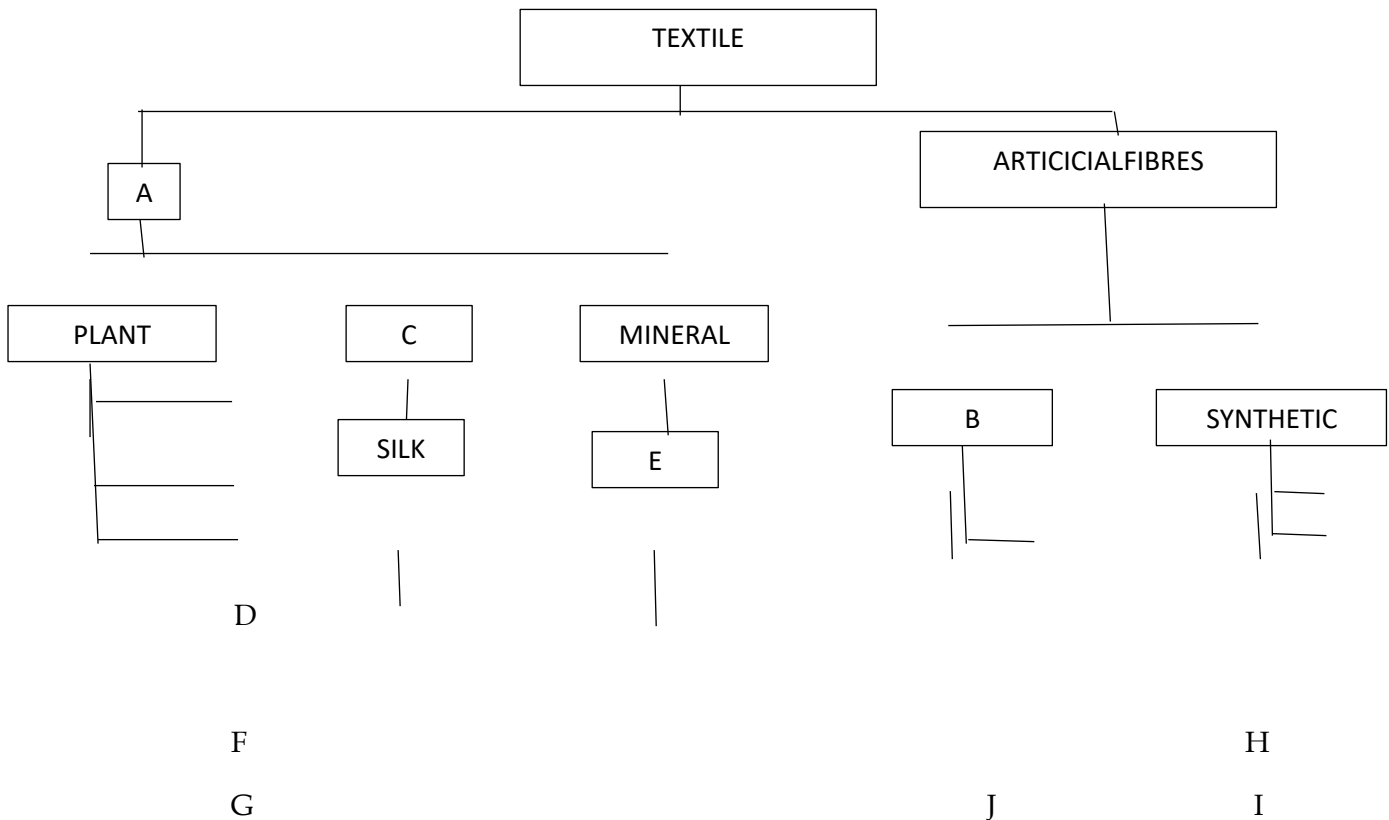 TEXTILE
ARTICICIALFIBRES
A
PLANT
C
MINERAL
B
SYNTHETIC
SILK
E
D
F
H
G
J
I